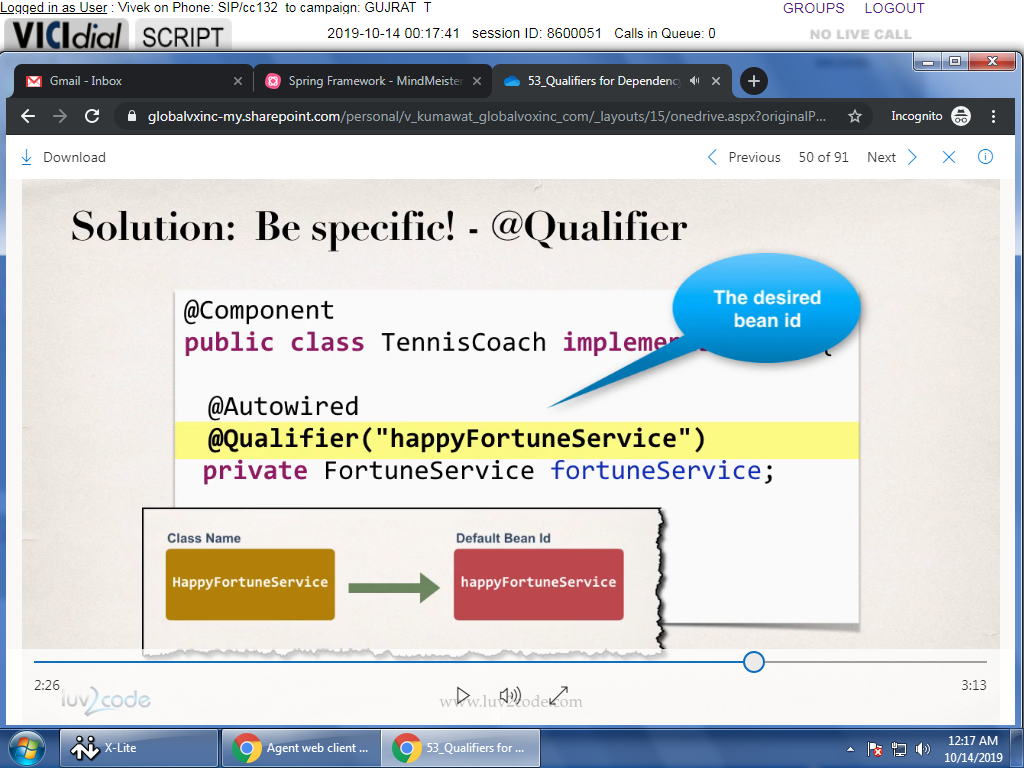 Logged in as User : Vivek on Phone: SIP/cc132 to campaign: GUJRAT_T
GROUPS LOGOUT
VICIdial SCRIPT
2019-10-14 00:17:41 session ID: 8600051 Calls in Queue: 0
NO LIVE CALL
Gmail - Inbox
Spring Framework - MindMeister
53_Qualifiers for Dependency
globalvxinc-my.sharepoint.com/personal/v_kumawat_globalvoxinc_com/_layouts/15/onedrive.aspx?originalP...
Incognito
Download
Previous 50 of 91 Next
Solution: Be specific! - @Qualifier
The desired
bean id
@Component
public class TennisCoach implemen {
@Autowired
@Qualifier("happyFortuneService")
private FortuneService fortuneService;
Class Name Default Bean Id
HappyFortuneService happyFortuneService
2:26 3:13
luv2code
www.luv2code.com
X-Lite
Agent web client ...
53_Qualifiers for ...
12:17 AM
10/14/2019